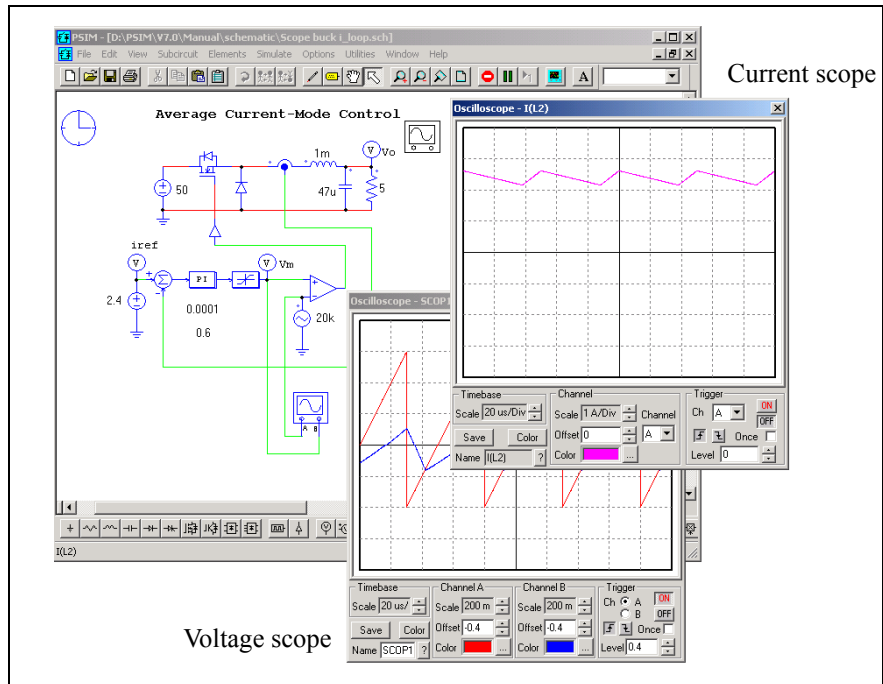 PSIM - [D:\PSIM\V7.0\Manual\schematic\Scope buck i_loop.sch]
File Edit View Subcircuit Elements Simulate Options Utilities Window Help
A
Current scope
Average Current-Mode Control
Oscilloscope - I(L2)
V
Vo
1m
50
47u
5
iref
V
V
Vm
PI
2.4
0.0001
0.6
20k
A B
Oscilloscope - SCOP1
Timebase
Scale 20 us/Div
Save Color
Name I(L2) ?
Channel
Scale 1 A/Div
Channel
Offset 0
A
Color ...
Trigger
Ch A
ON
OFF
Once
Level 0
I(L2)
Timebase
Scale 20 us/
Save Color
Name SCOP1 ?
Channel A
Scale 200 m
Offset -0.4
Color ...
Channel B
Scale 200 m
Offset -0.4
Color ...
Trigger
Ch A
B
ON
OFF
Once
Level 0.4
Voltage scope